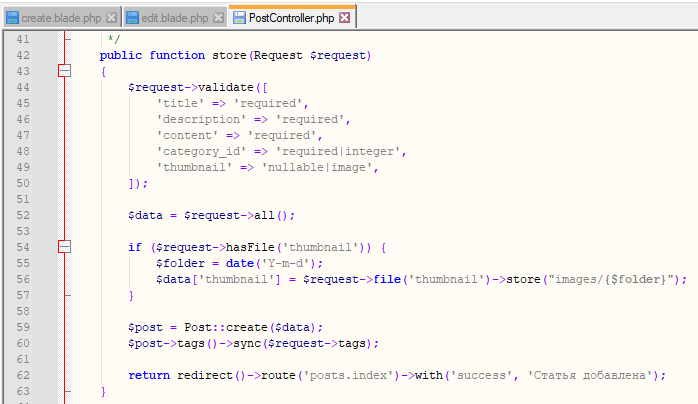 create.blade.php edit.blade.php PostController.php
41 */
42 public function store(Request $request)
43 {
44 $request->validate([
45 'title' => 'required',
46 'description' => 'required',
47 'content' => 'required',
48 'category_id' => 'required|integer',
49 'thumbnail' => 'nullable|image',
50 ]);
51
52 $data = $request->all();
53
54 if ($request->hasFile('thumbnail')) {
55 $folder = date('Y-m-d');
56 $data['thumbnail'] = $request->file('thumbnail')->store("images/{$folder}");
57 }
58
59 $post = Post::create($data);
60 $post->tags()->sync($request->tags);
61
62 return redirect()->route('posts.index')->with('success', 'Статья добавлена');
63 }